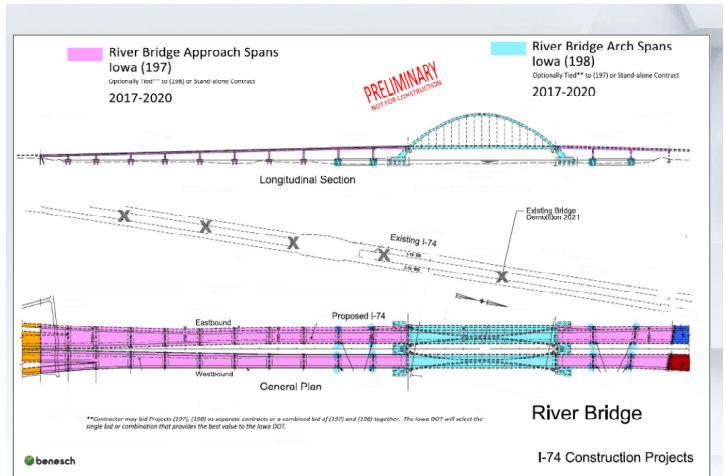 River Bridge Approach Spans
Iowa (197)
Optionally Tied** to (198) or Stand-alone Contract
2017-2020
PRELIMINARY
NOT FOR CONSTRUCTION
River Bridge Arch Spans
Iowa (198)
Optionally Tied** to (197) or Stand-alone Contract
2017-2020
Longitudinal Section
Existing Bridge
Demolition 2021
Existing I-74
Proposed I-74
Eastbound
Westbound
General Plan
**Contractor may bid Projects (197), (198) as separate contracts or a combined bid of (197) and (198) together. The Iowa DOT will select the
single bid or combination that provides the best value to the Iowa DOT.
River Bridge
benesch
I-74 Construction Projects